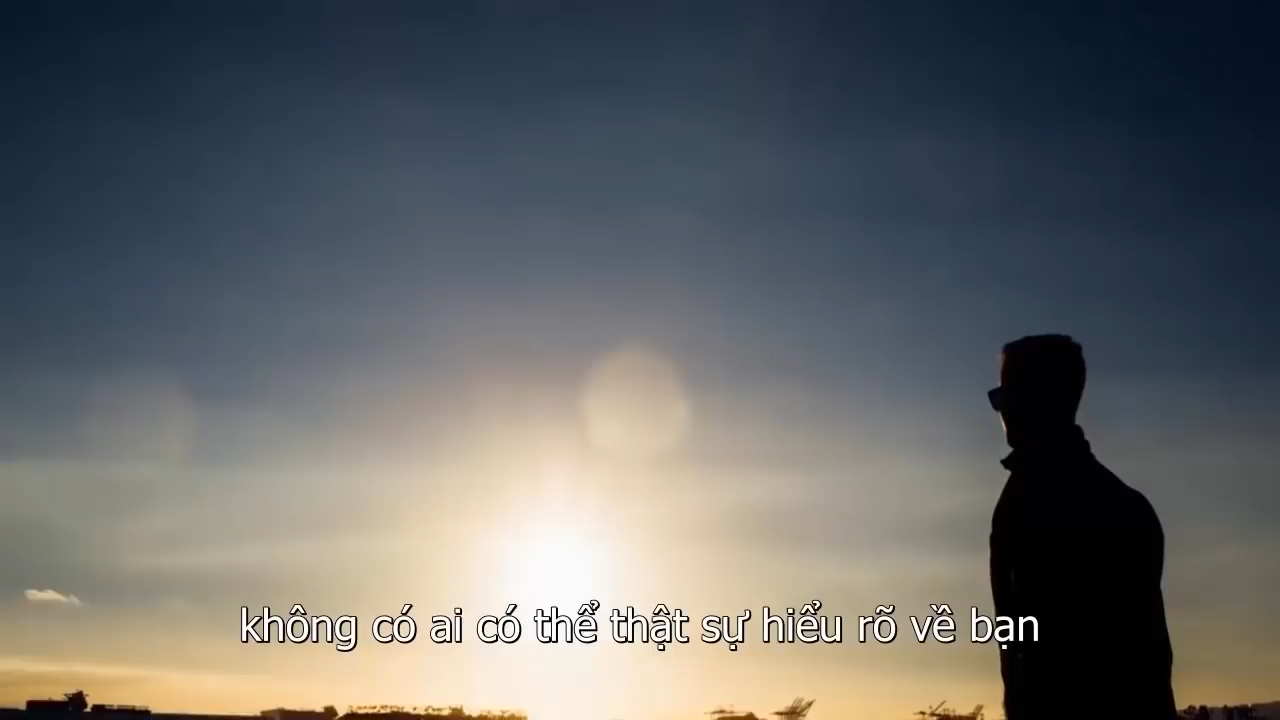 không có ai có thể thật sự hiểu rõ về bạn